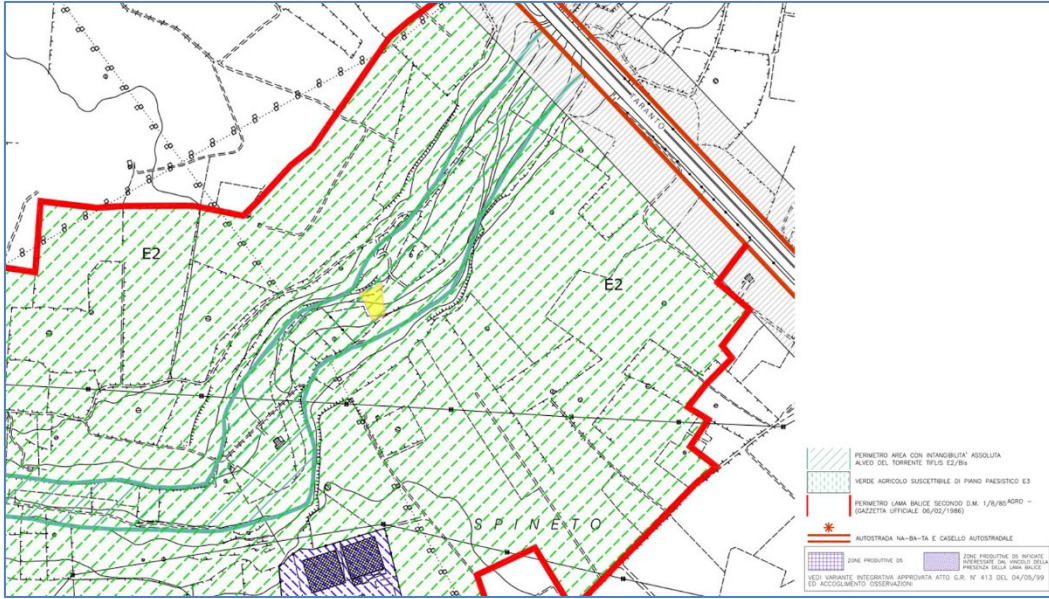 TARANTO
E2
E2
SPINETO
PERIMETRO AREA CON INTANGIBILITA' ASSOLUTA
ALVEO DEL TORRENTE TIFLIS E2/Bis
VERDE AGRICOLO SUSCETTIBILE DI PIANO PAESISTICO E3
PERIMETRO LAMA BALICE SECONDO D.M. 1/8/85 AGRO -
(GAZZETTA UFFICIALE 06/02/1986)
AUTOSTRADA NA-BA-TA E CASELLO AUTOSTRADALE
ZONE PRODUTTIVE D5
ZONE PRODUTTIVE D5 INFICIATE
INTERESSATE DAL VINCOLO DELLA
PRESENZA DELLA LAMA BALICE
VEDI VARIANTE INTEGRATIVA APPROVATA ATTO G.R. N° 413 DEL 04/05/99
ED ACCOGLIMENTO OSSERVAZIONI